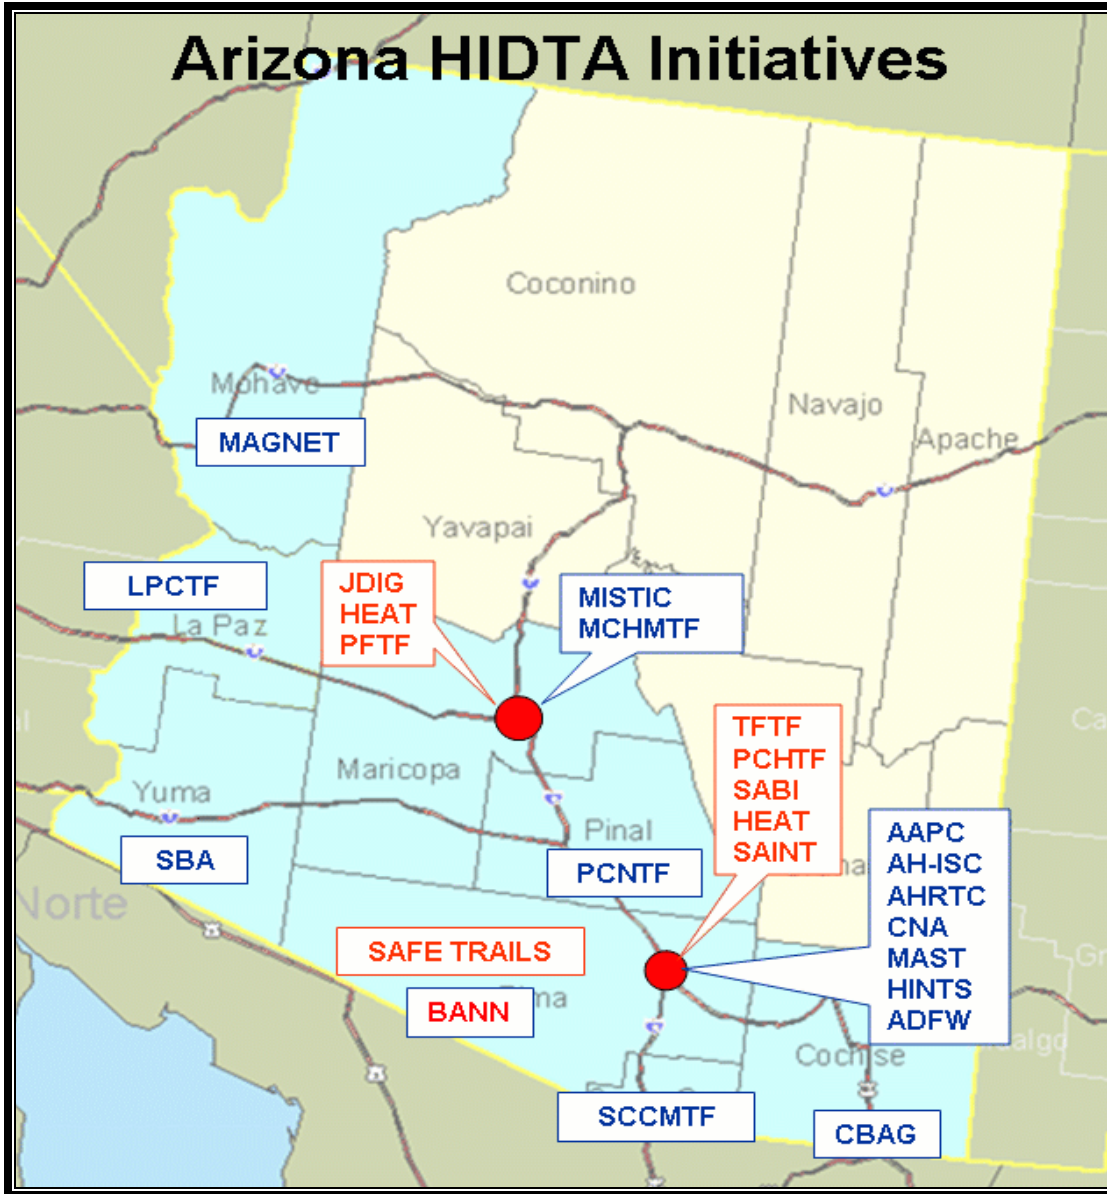 Arizona HIDTA Initiatives
Coconino
Mohave
Navajo
Apache
MAGNET
Yavapai
LPCTF
La Paz
JDIG
HEAT
PFTF
MISTIC
MCHMTF
TFTF
PCHTF
SABI
HEAT
SAINT
Maricopa
Yuma
Pinal
SBA
PCNTF
AAPC
AH-ISC
AHRTC
CNA
MAST
HINTS
ADFW
Norte
SAFE TRAILS
BANN
Cochise
SCCMTF
CBAG